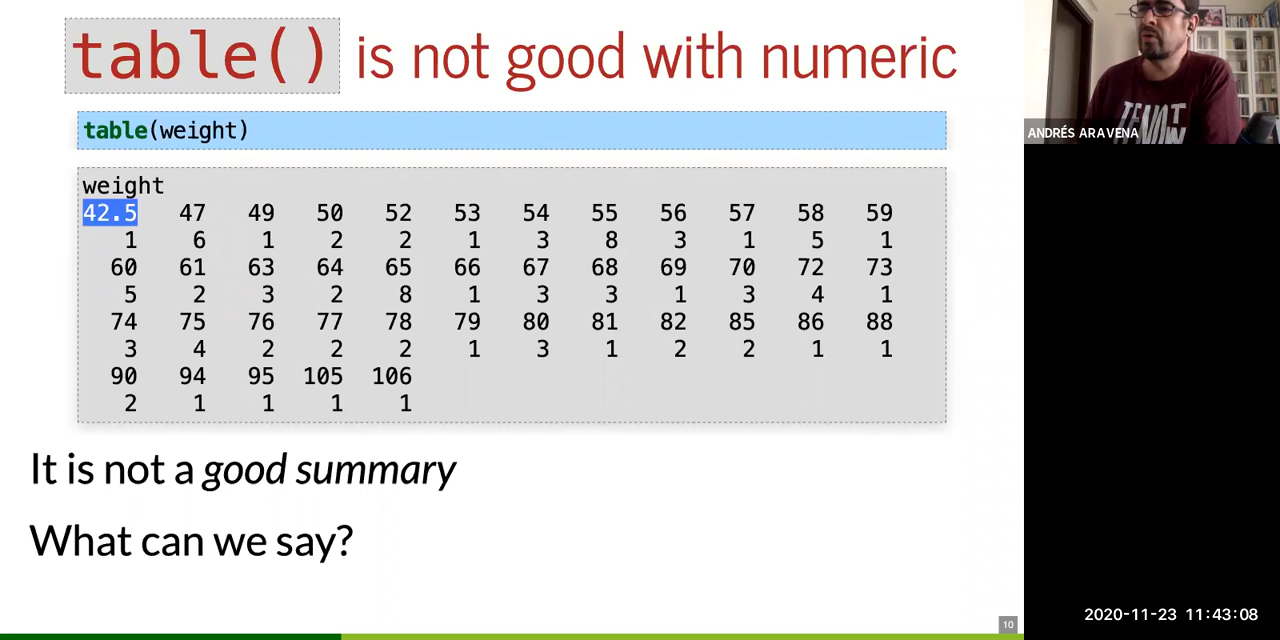 table() is not good with numeric
table(weight)
weight
42.5 47 49 50 52 53 54 55 56 57 58 59
1 6 1 2 2 1 3 8 3 1 5 1
60 61 63 64 65 66 67 68 69 70 72 73
5 2 3 2 8 1 3 3 1 3 4 1
74 75 76 77 78 79 80 81 82 85 86 88
3 4 2 2 2 1 3 1 2 2 1 1
90 94 95 105 106
2 1 1 1 1
It is not a good summary
What can we say?
10
ANDRÉS ARAVENA
2020-11-23 11:43:08